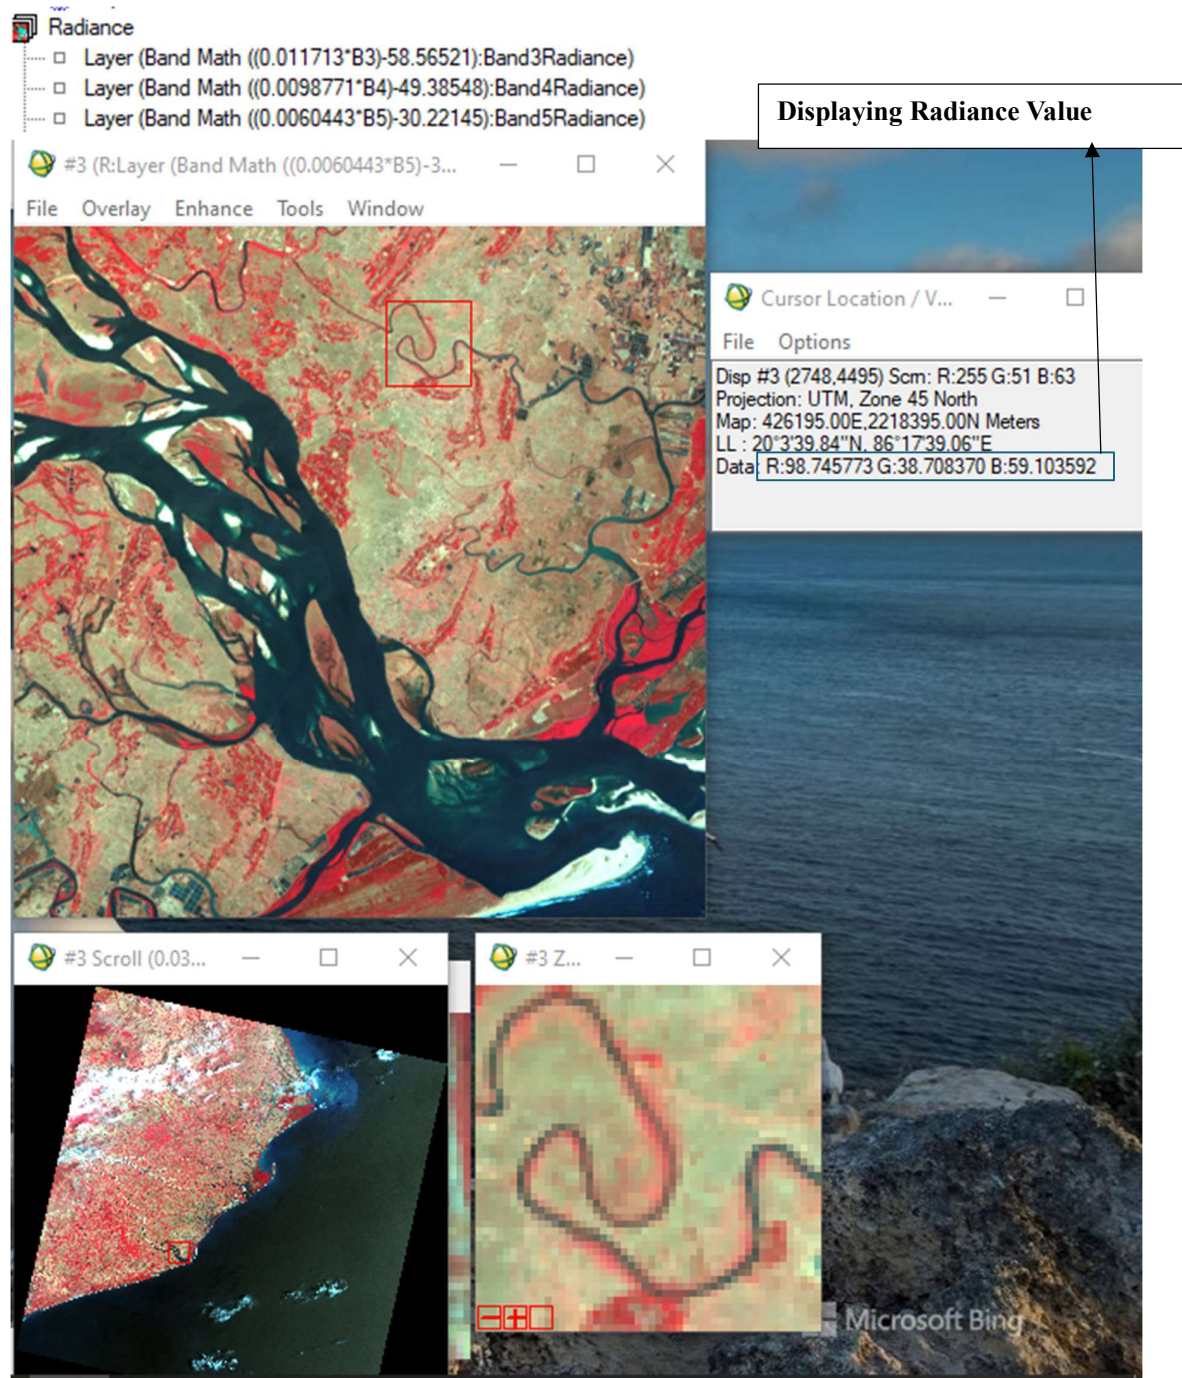 Radiance
Layer (Band Math ((0.011713*B3)-58.56521):Band3Radiance)
Layer (Band Math ((0.0098771*B4)-49.38548):Band4Radiance)
Layer (Band Math ((0.0060443*B5)-30.22145):Band5Radiance)
Displaying Radiance Value
#3 (R:Layer (Band Math ((0.0060443*B5)-3...
File Overlay Enhance Tools Window
Cursor Location / V...
File Options
Disp #3 (2748,4495) Scrn: R:255 G:51 B:63
Projection: UTM, Zone 45 North
Map: 426195.00E,2218395.00N Meters
LL : 20°3'39.84"N, 86°17'39.06"E
Data: R:98.745773 G:38.708370 B:59.103592
#3 Scroll (0.03...
#3 Z...
Microsoft Bing